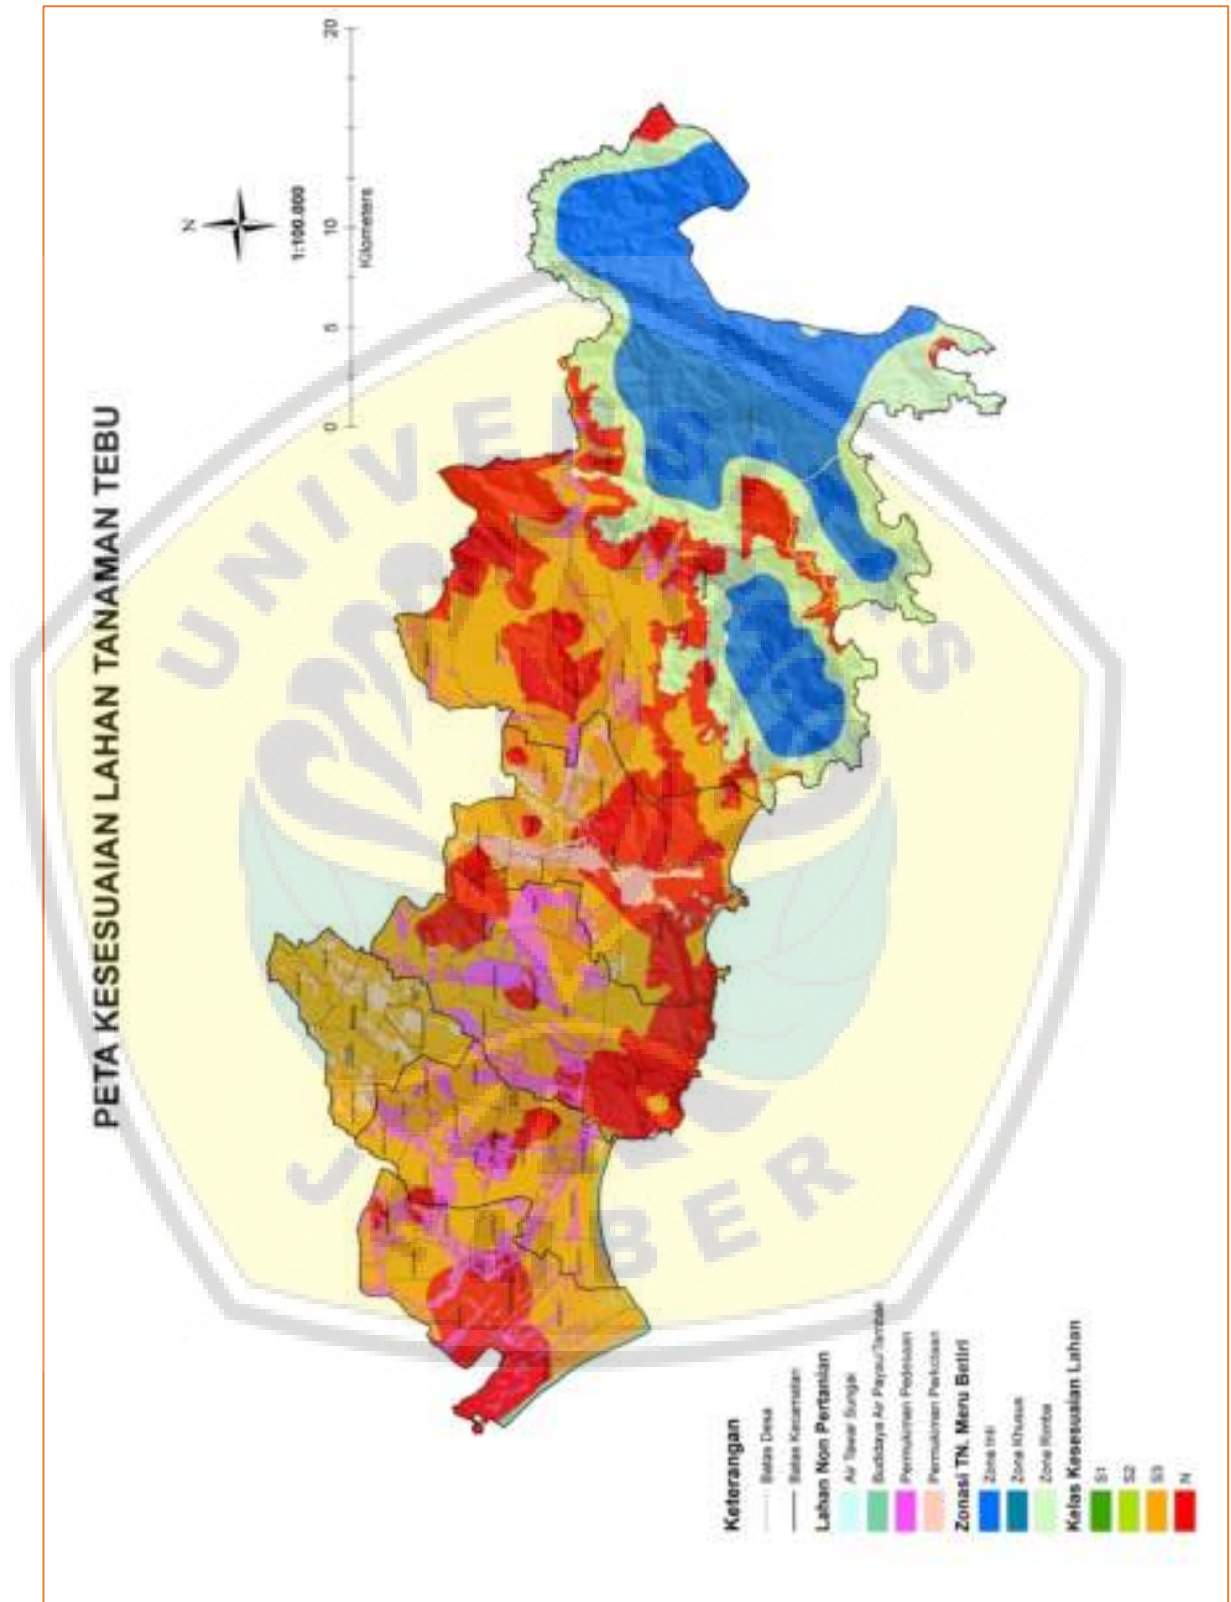 PETA KESESUAIAN LAHAN TANAMAN TEBU
N
1:100.000
0 5 10 20
Kilometers
UNIVERSITAS
JEMBER
Keterangan
Batas Desa
Batas Kecamatan
Lahan Non Pertanian
Air Tawar Sungai
Budidaya Air Payau/Tambak
Permukiman Pedesaan
Permukiman Perkotaan
Zonasi TN. Meru Betiri
Zona Inti
Zona Khusus
Zona Rimba
Kelas Kesesuaian Lahan
S1
S2
S3
N